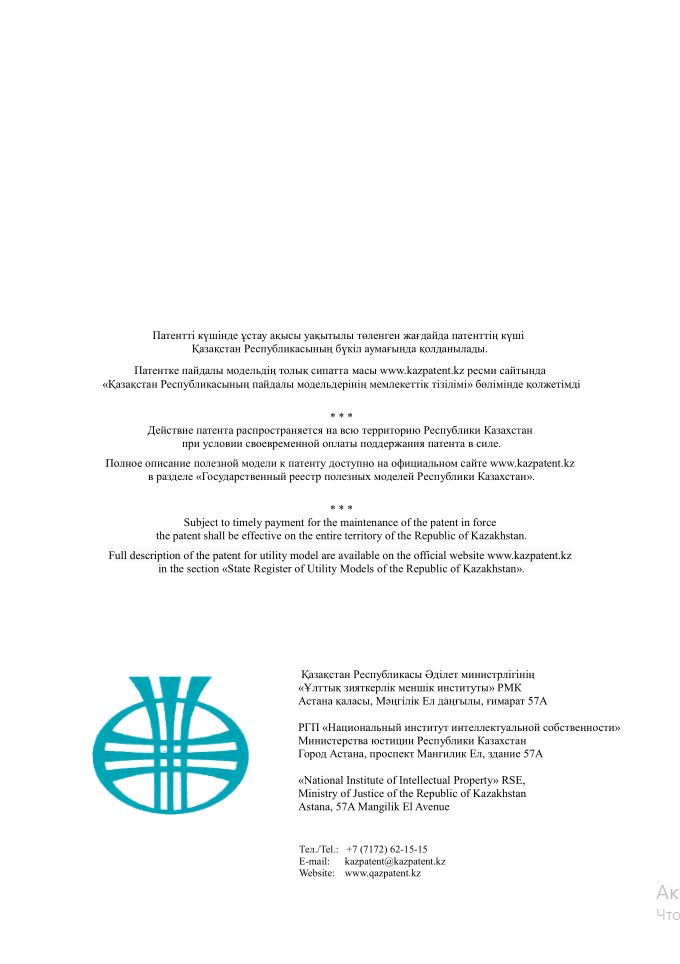 Патентті күшінде ұстау ақысы уақытылы төленген жағдайда патенттің күші
Қазақстан Республикасының бүкіл аумағында қолданылады.
Патентке пайдалы модельдің толық сипатта масы www.kazpatent.kz ресми сайтында
«Қазақстан Республикасының пайдалы модельдерінің мемлекеттік тізілімі» бөлімінде қолжетімді
* * *
Действие патента распространяется на всю территорию Республики Казахстан
при условии своевременной оплаты поддержания патента в силе.
Полное описание полезной модели к патенту доступно на официальном сайте www.kazpatent.kz
в разделе «Государственный реестр полезных моделей Республики Казахстан».
* * *
Subject to timely payment for the maintenance of the patent in force
the patent shall be effective on the entire territory of the Republic of Kazakhstan.
Full description of the patent for utility model are available on the official website www.kazpatent.kz
in the section «State Register of Utility Models of the Republic of Kazakhstan».
Қазақстан Республикасы Әділет министрлігінің
«Ұлттық зияткерлік меншік институты» РМК
Астана қаласы, Мәңгілік Ел даңғылы, ғимарат 57А
РГП «Национальный институт интеллектуальной собственности»
Министерства юстиции Республики Казахстан
Город Астана, проспект Мангилик Ел, здание 57А
«National Institute of Intellectual Property» RSE,
Ministry of Justice of the Republic of Kazakhstan
Astana, 57A Mangilik El Avenue
Тел./Tel.: +7 (7172) 62-15-15
E-mail: kazpatent@kazpatent.kz
Website: www.qazpatent.kz
Ак
Что